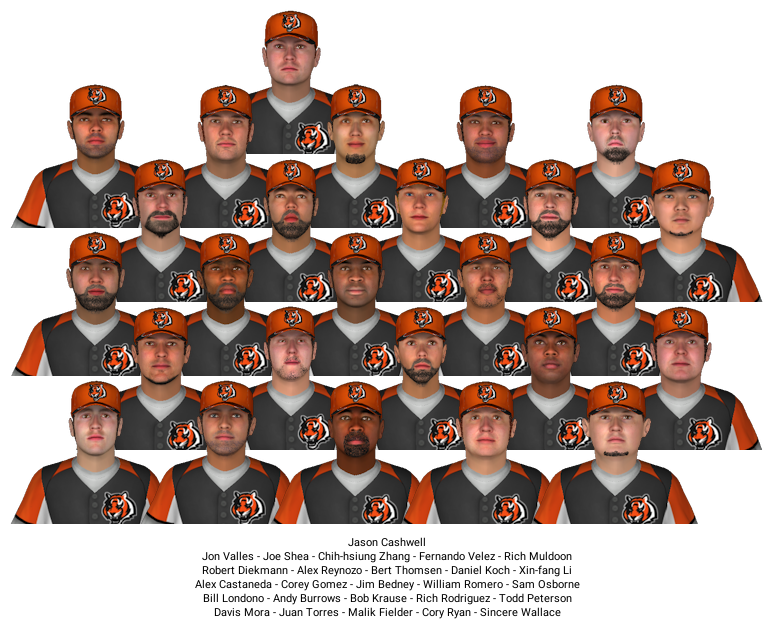 Jason Cashwell
Jon Valles - Joe Shea - Chih-hsiung Zhang - Fernando Velez - Rich Muldoon
Robert Diekmann - Alex Reynozo - Bert Thomsen - Daniel Koch - Xin-fang Li
Alex Castaneda - Corey Gomez - Jim Bedney - William Romero - Sam Osborne
Bill Londono - Andy Burrows - Bob Krause - Rich Rodriguez - Todd Peterson
Davis Mora - Juan Torres - Malik Fielder - Cory Ryan - Sincere Wallace